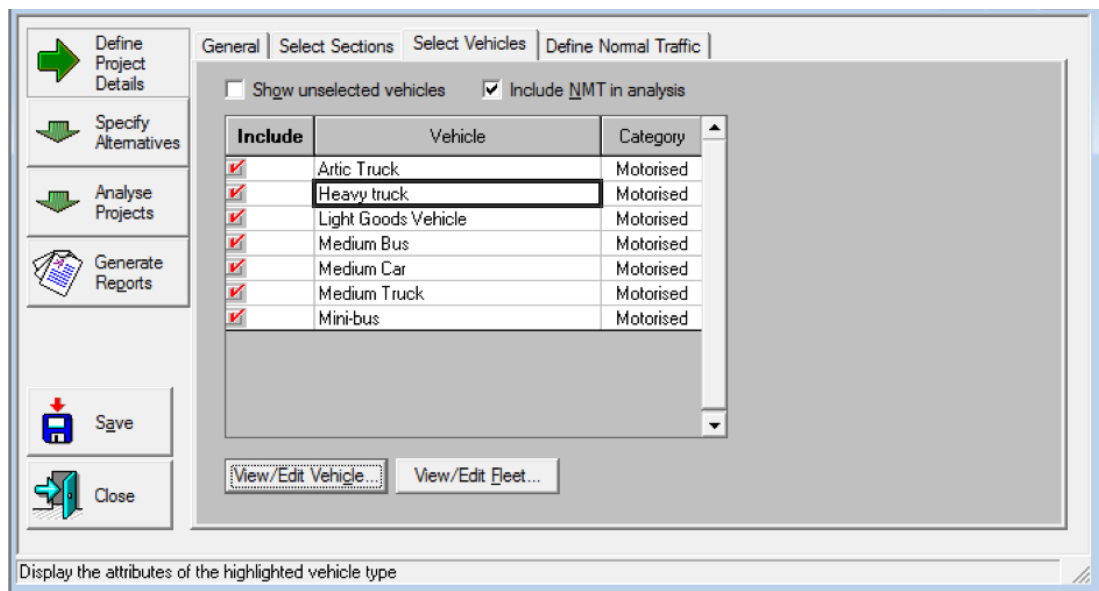 Define
Project
Details
Specify
Alternatives
Analyse
Projects
Generate
Reports
Save
Close
General
Select Sections
Select Vehicles
Define Normal Traffic
Show unselected vehicles
Include NMT in analysis
Include Vehicle Category
Artic Truck Motorised
Heavy truck Motorised
Light Goods Vehicle Motorised
Medium Bus Motorised
Medium Car Motorised
Medium Truck Motorised
Mini-bus Motorised
View/Edit Vehicle...
View/Edit Fleet...
Display the attributes of the highlighted vehicle type